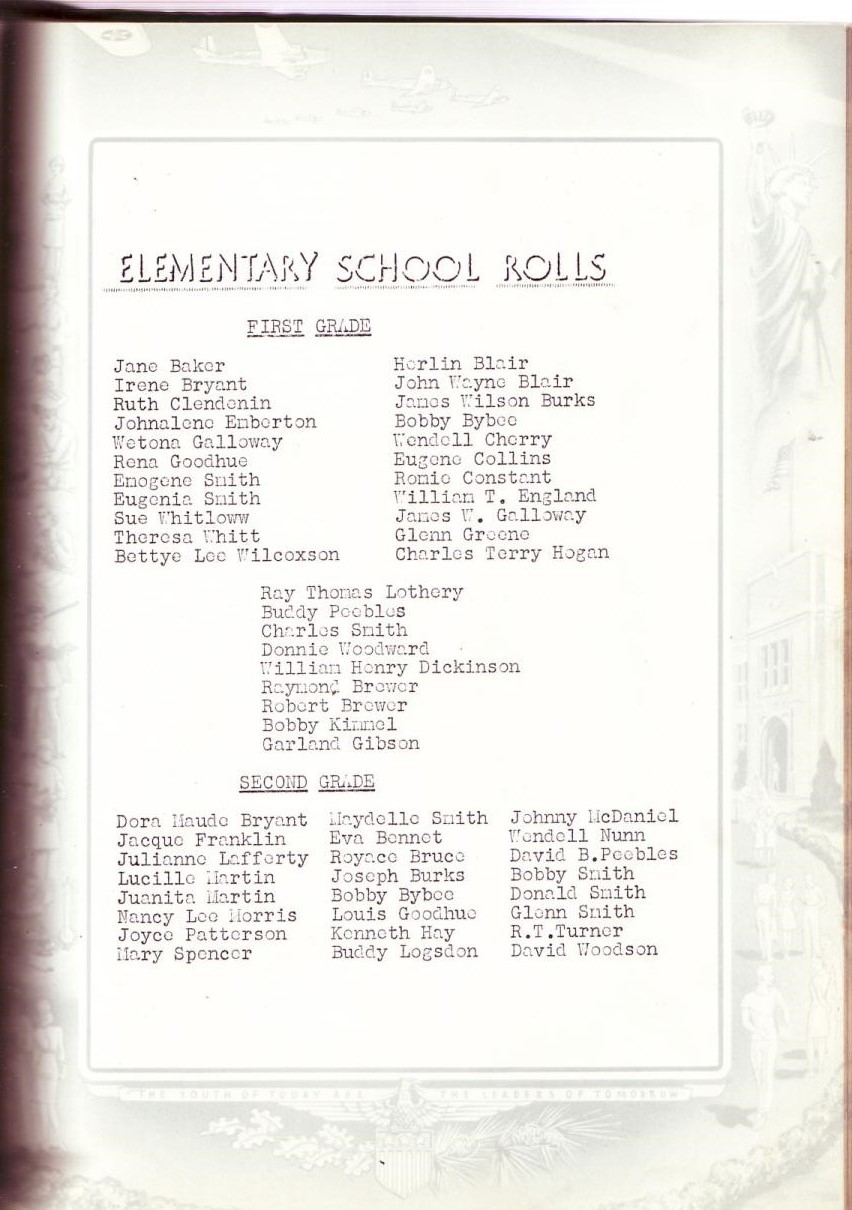 ELEMENTARY SCHOOL ROLLS
FIRST GRADE
Jane Baker
Irene Bryant
Ruth Clendenin
Johnalene Emberton
Wetona Galloway
Rena Goodhue
Emogene Smith
Eugenia Smith
Sue Whitloww
Theresa Whitt
Bettye Lee Wilcoxson
Herlin Blair
John Wayne Blair
James Wilson Burks
Bobby Bybee
Wendell Cherry
Eugene Collins
Romie Constant
William T. England
James W. Galloway
Glenn Greene
Charles Terry Hogan
Ray Thomas Lothery
Buddy Peebles
Charles Smith
Donnie Woodward
William Henry Dickinson
Raymond Brewer
Robert Brewer
Bobby Kimmel
Garland Gibson
SECOND GRADE
Dora Maude Bryant
Jacque Franklin
Julianne Lafferty
Lucille Martin
Juanita Martin
Nancy Lee Morris
Joyce Patterson
Mary Spencer
Maydelle Smith
Eva Bennet
Royace Bruce
Joseph Burks
Bobby Bybee
Louis Goodhue
Kenneth Hay
Buddy Logsdon
Johnny McDaniel
Wendell Nunn
David B.Peebles
Bobby Smith
Donald Smith
Glenn Smith
R.T.Turner
David Woodson
THE YOUTH OF TODAY ARE THE LEADERS OF TOMORROW